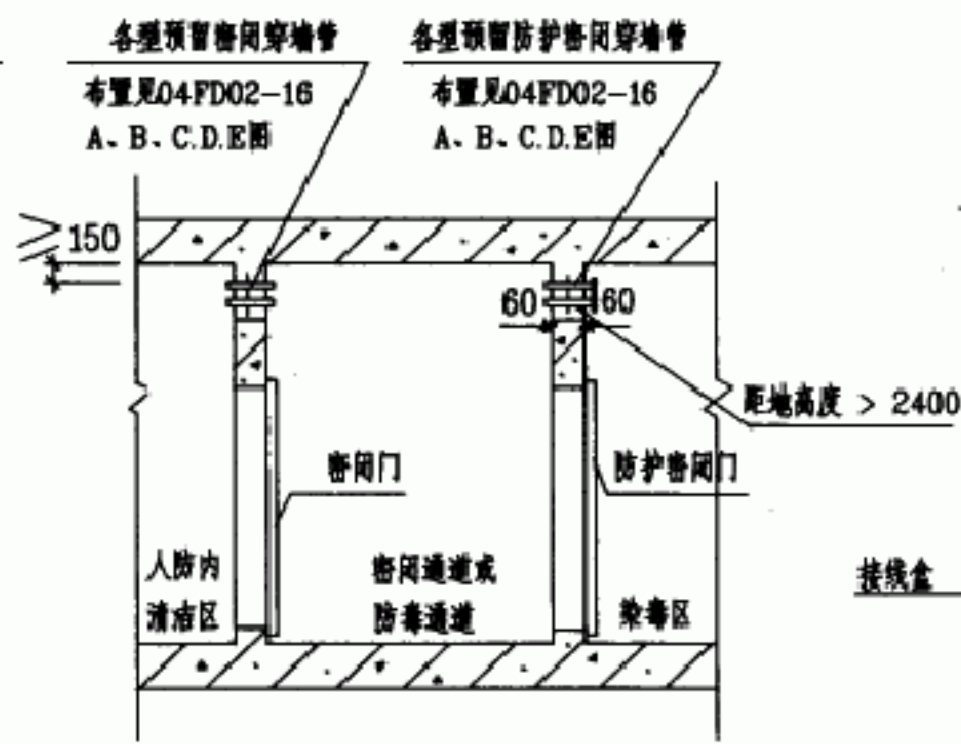 各型预留密闭穿墙管
布置见04FD02-16
A、B、C.D.E图
各型预留防护密闭穿墙管
布置见04FD02-16
A、B、C.D.E图
150
60
60
距地高度 > 2400
密闭门
防护密闭门
人防内
清洁区
密闭通道或
防毒通道
染毒区
接线盒